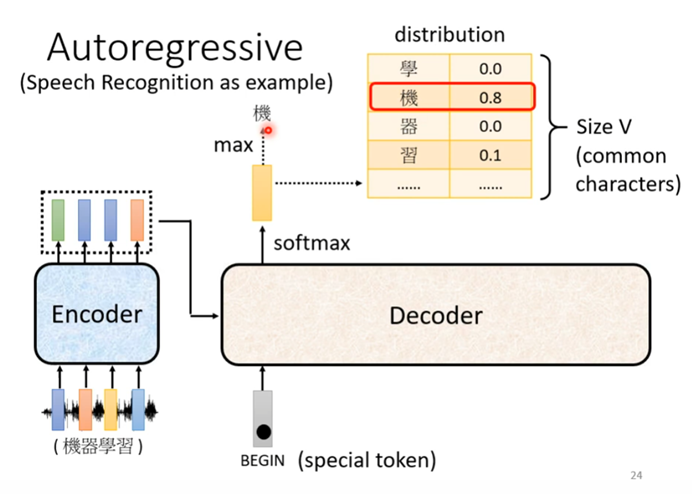 Autoregressive
(Speech Recognition as example)
distribution
學 0.0
機 0.8
器 0.0
習 0.1
...... ......
Size V
(common
characters)
機
max
softmax
Encoder
Decoder
(機器學習)
BEGIN (special token)
24